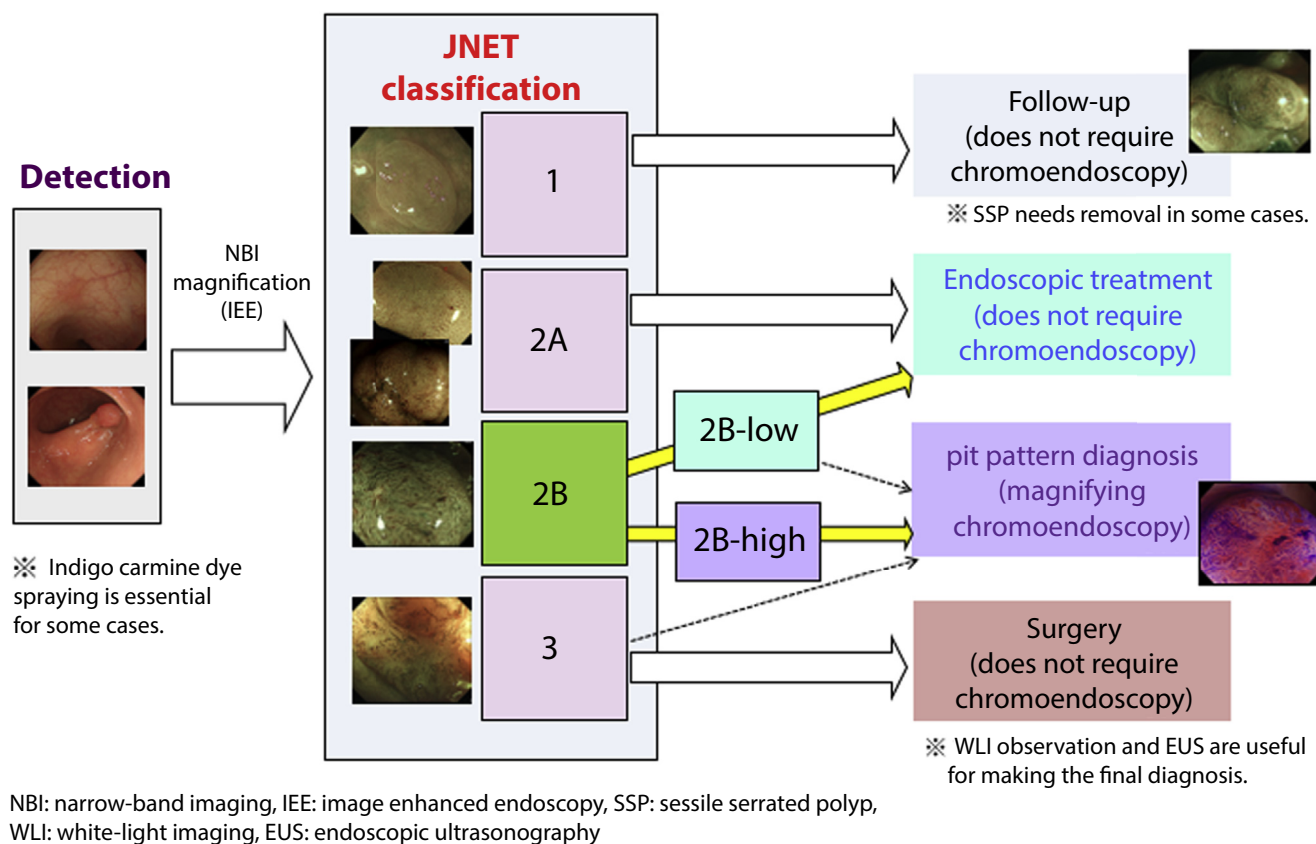 JNET
classification
Detection
NBI
magnification
(IEE)
1
2A
2B
3
2B-low
2B-high
Follow-up
(does not require
chromoendoscopy)
※ SSP needs removal in some cases.
Endoscopic treatment
(does not require
chromoendoscopy)
pit pattern diagnosis
(magnifying
chromoendoscopy)
Surgery
(does not require
chromoendoscopy)
※ WLI observation and EUS are useful
for making the final diagnosis.
※ Indigo carmine dye
spraying is essential
for some cases.
NBI: narrow-band imaging, IEE: image enhanced endoscopy, SSP: sessile serrated polyp,
WLI: white-light imaging, EUS: endoscopic ultrasonography